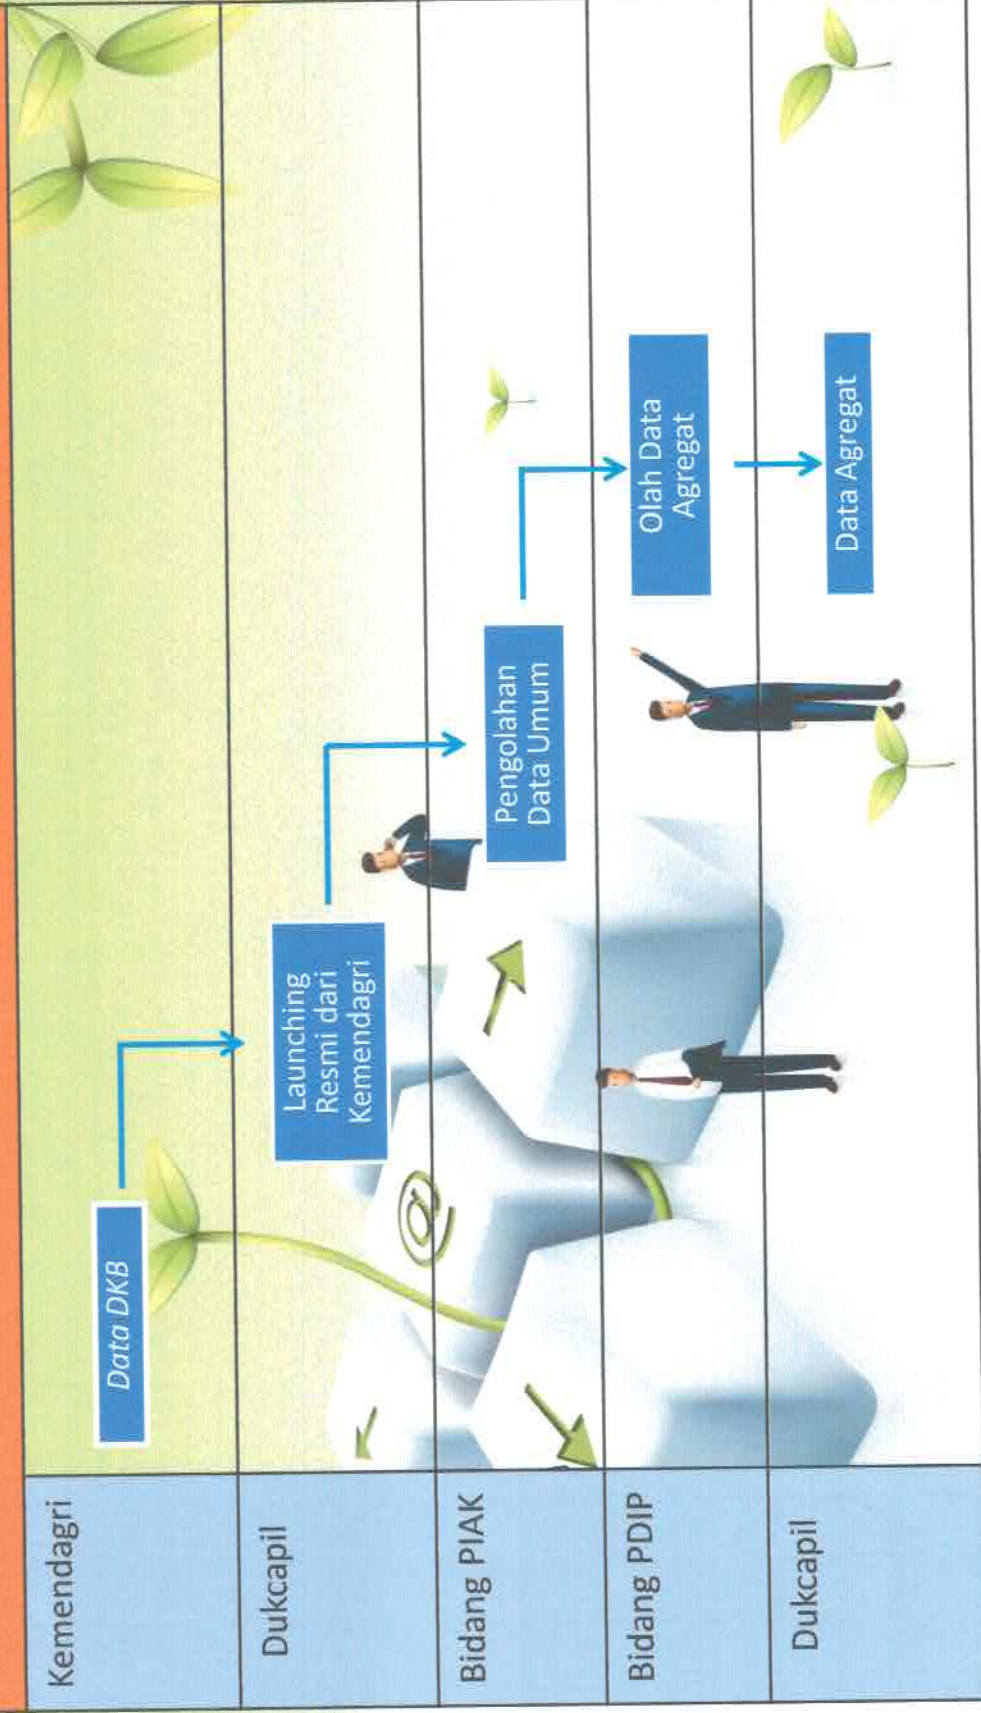 Kemendagri
Data DKB
Dukcapil
Launching
Resmi dari
Kemendagri
Bidang PIAK
Pengolahan
Data Umum
Bidang PDIP
Olah Data
Agregat
Dukcapil
Data Agregat
@